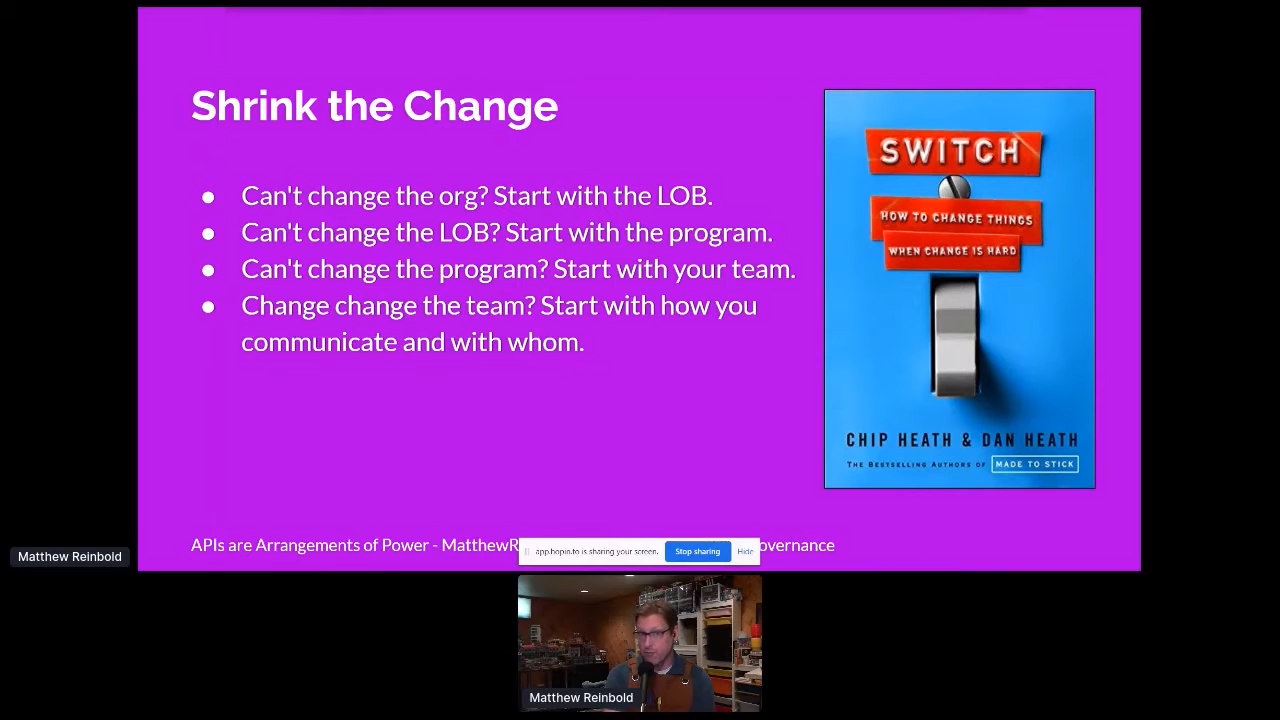 Shrink the Change
● Can't change the org? Start with the LOB.
● Can't change the LOB? Start with the program.
● Can't change the program? Start with your team.
● Change change the team? Start with how you
communicate and with whom.
SWITCH
HOW TO CHANGE THINGS
WHEN CHANGE IS HARD
CHIP HEATH & DAN HEATH
THE BESTSELLING AUTHORS OF MADE TO STICK
APIs are Arrangements of Power - MatthewR
overnance
app.hopin.to is sharing your screen. Stop sharing Hide
Matthew Reinbold
Matthew Reinbold